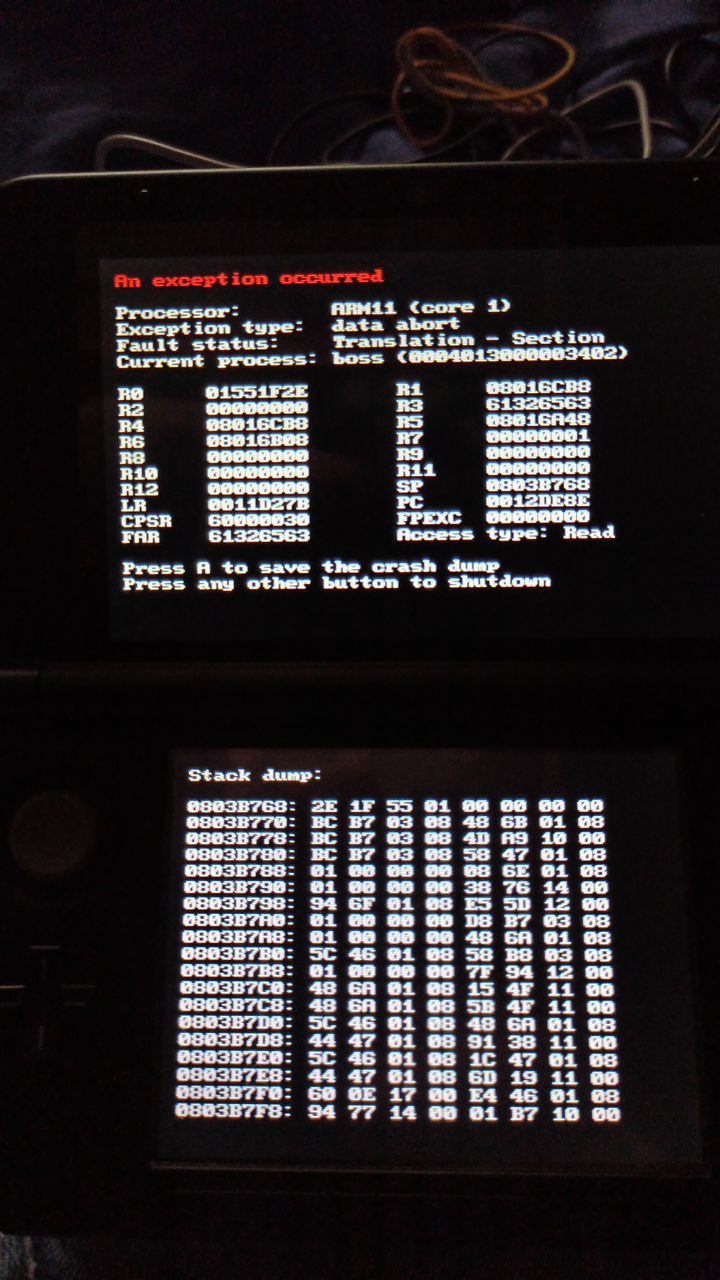 An exception occurred
Processor: ARM11 (core 1)
Exception type: data abort
Fault status: Translation - Section
Current process: boss (0004013000003402)
R0 01551F2E R1 08016CB8
R2 00000000 R3 61326563
R4 08016CB8 R5 08016A48
R6 08016B08 R7 00000001
R8 00000000 R9 00000000
R10 00000000 R11 00000000
R12 00000000 SP 0803B768
LR 0011D27B PC 0012DE8E
CPSR 60000030 FPEXC 00000000
FAR 61326563 Access type: Read
Press A to save the crash dump
Press any other button to shutdown
Stack dump:
0803B768: 2E 1F 55 01 00 00 00 00
0803B770: BC B7 03 08 48 6B 01 08
0803B778: BC B7 03 08 4D A9 10 00
0803B780: BC B7 03 08 58 47 01 08
0803B788: 01 00 00 00 08 6E 01 08
0803B790: 01 00 00 00 38 76 14 00
0803B798: 94 6F 01 08 E5 5D 12 00
0803B7A0: 01 00 00 00 D8 B7 03 08
0803B7A8: 01 00 00 00 48 6A 01 08
0803B7B0: 5C 46 01 08 58 B8 03 08
0803B7B8: 01 00 00 00 7F 94 12 00
0803B7C0: 48 6A 01 08 15 4F 11 00
0803B7C8: 48 6A 01 08 5B 4F 11 00
0803B7D0: 5C 46 01 08 48 6A 01 08
0803B7D8: 44 47 01 08 91 38 11 00
0803B7E0: 5C 46 01 08 1C 47 01 08
0803B7E8: 44 47 01 08 6D 19 11 00
0803B7F0: 60 0E 17 00 E4 46 01 08
0803B7F8: 94 77 14 00 01 B7 10 00